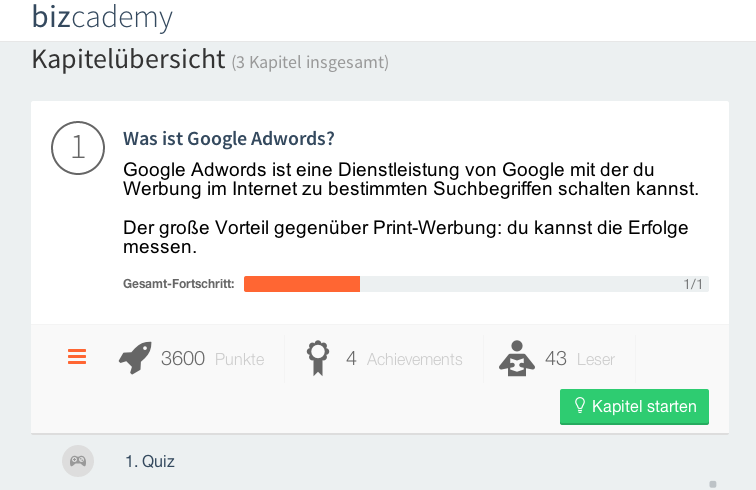 bizcademy
Kapitelübersicht (3 Kapitel insgesamt)
1
Was ist Google Adwords?
Google Adwords ist eine Dienstleistung von Google mit der du
Werbung im Internet zu bestimmten Suchbegriffen schalten kannst.
Der große Vorteil gegenüber Print-Werbung: du kannst die Erfolge
messen.
Gesamt-Fortschritt: 1/1
3600 Punkte 4 Achievements 43 Leser
Kapitel starten
1. Quiz